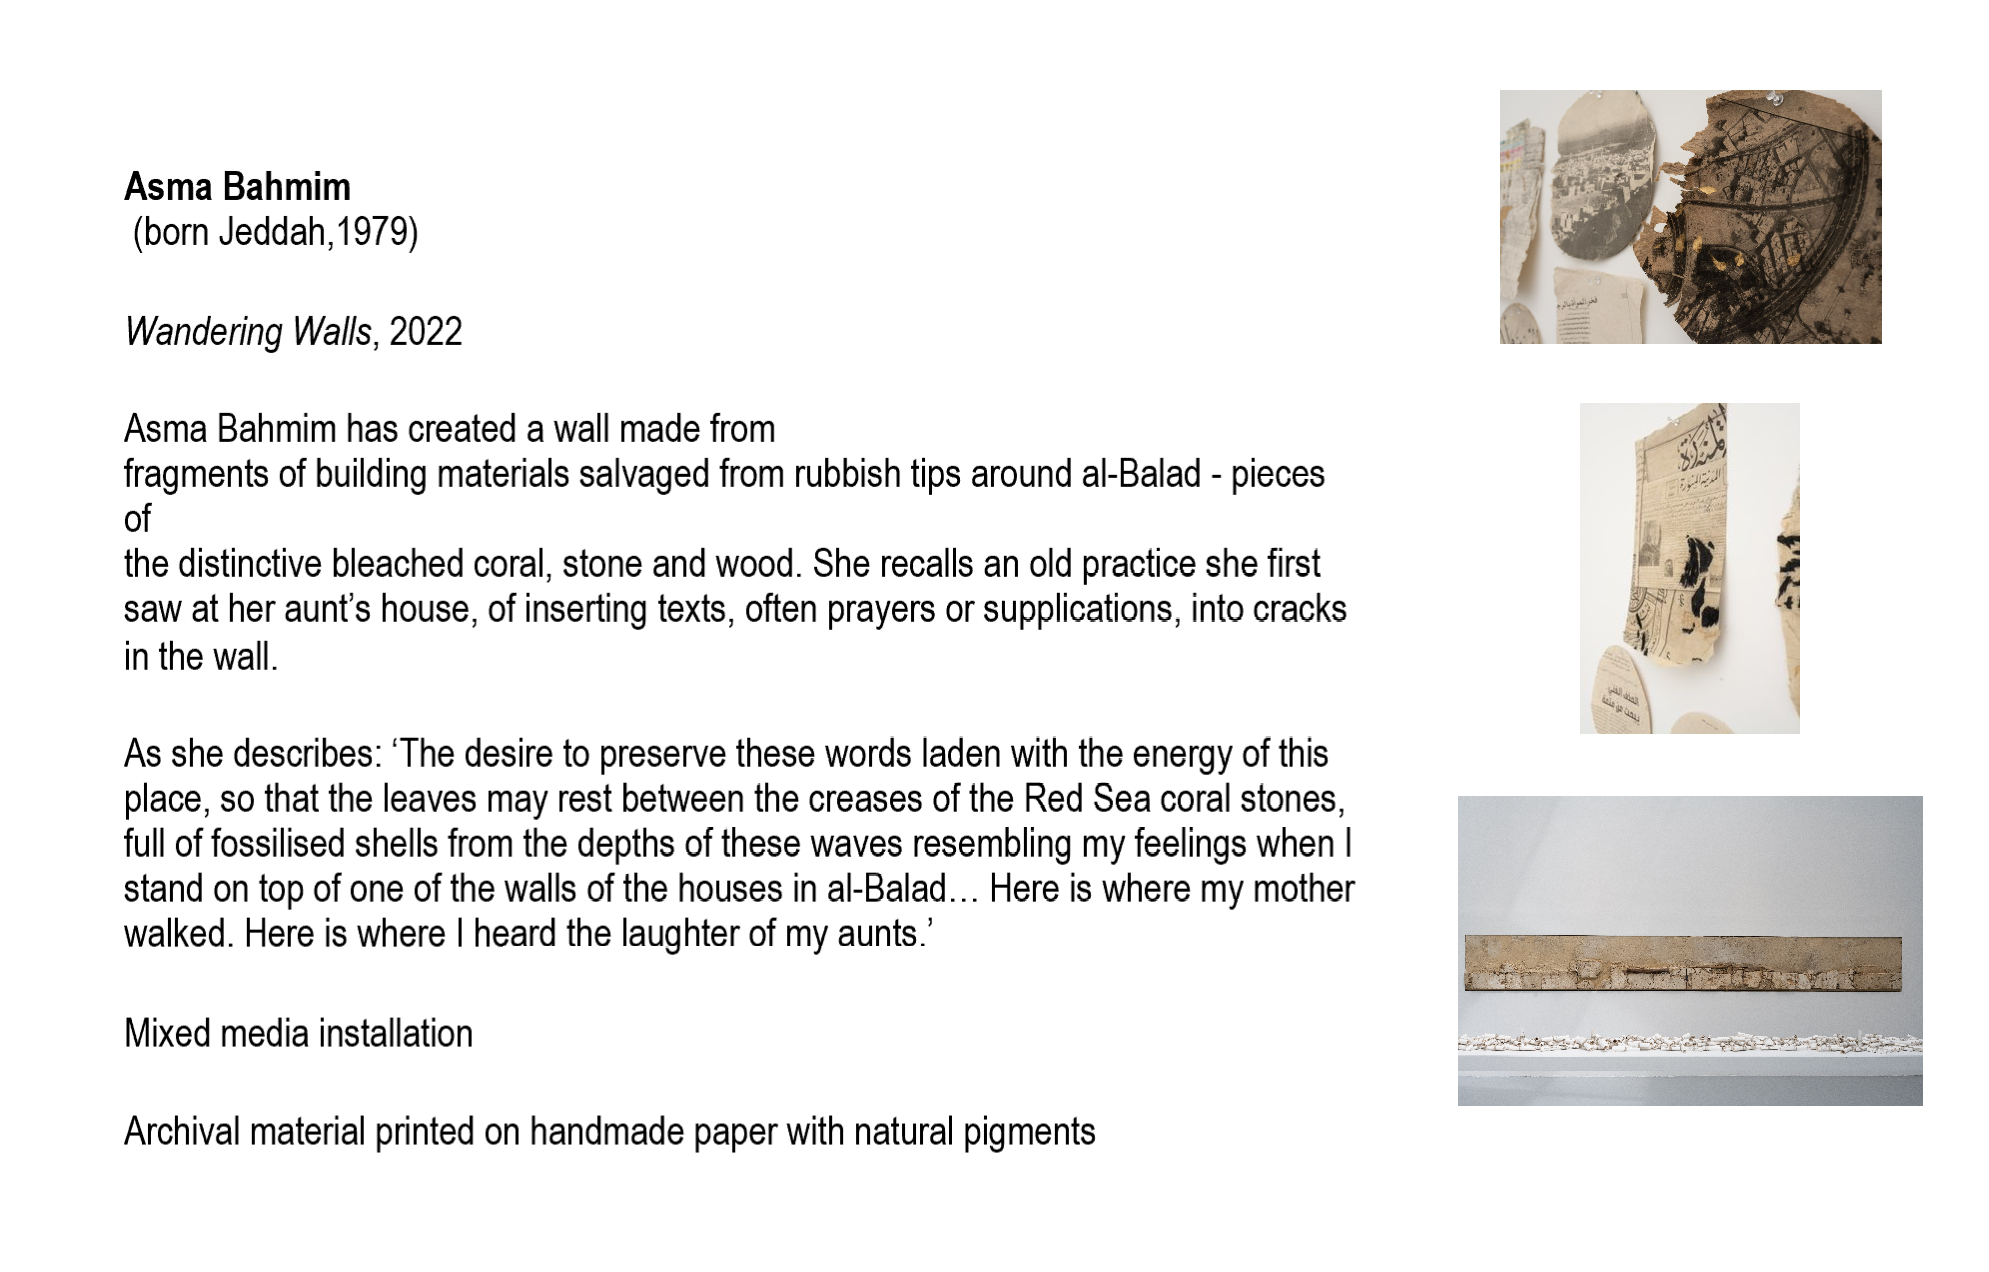 Asma Bahmim
(born Jeddah,1979)
Wandering Walls, 2022
Asma Bahmim has created a wall made from
fragments of building materials salvaged from rubbish tips around al-Balad - pieces
of
the distinctive bleached coral, stone and wood. She recalls an old practice she first
saw at her aunt’s house, of inserting texts, often prayers or supplications, into cracks
in the wall.
As she describes: ‘The desire to preserve these words laden with the energy of this
place, so that the leaves may rest between the creases of the Red Sea coral stones,
full of fossilised shells from the depths of these waves resembling my feelings when I
stand on top of one of the walls of the houses in al-Balad… Here is where my mother
walked. Here is where I heard the laughter of my aunts.’
Mixed media installation
Archival material printed on handmade paper with natural pigments
المدينة المنورة